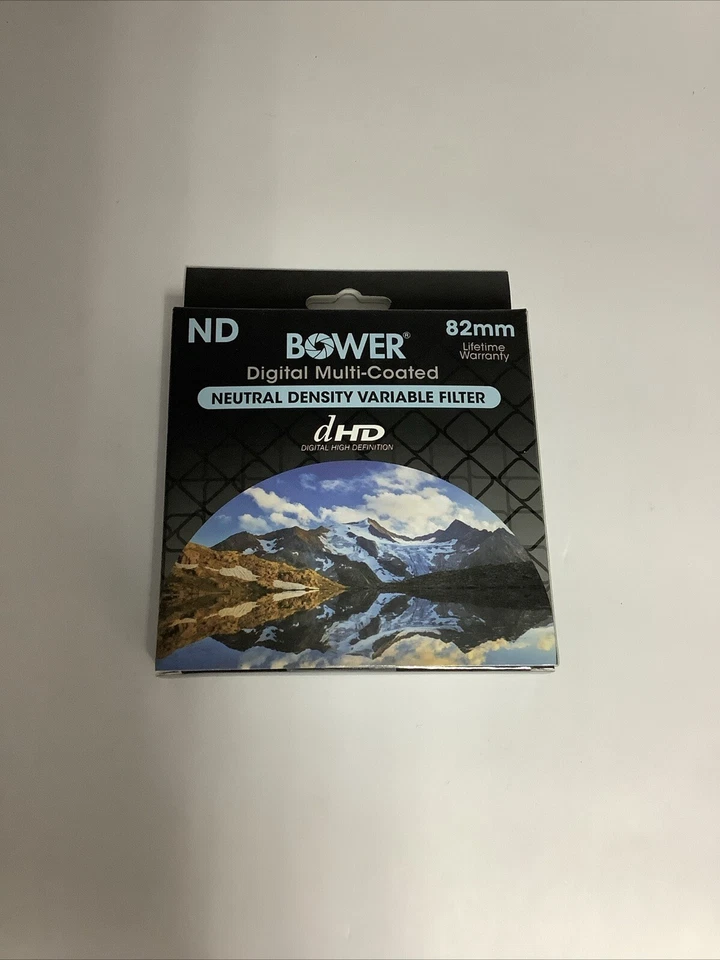 ND
BOWER®
82mm
Lifetime
Warranty
Digital Multi-Coated
NEUTRAL DENSITY VARIABLE FILTER
dHD
DIGITAL HIGH DEFINITION